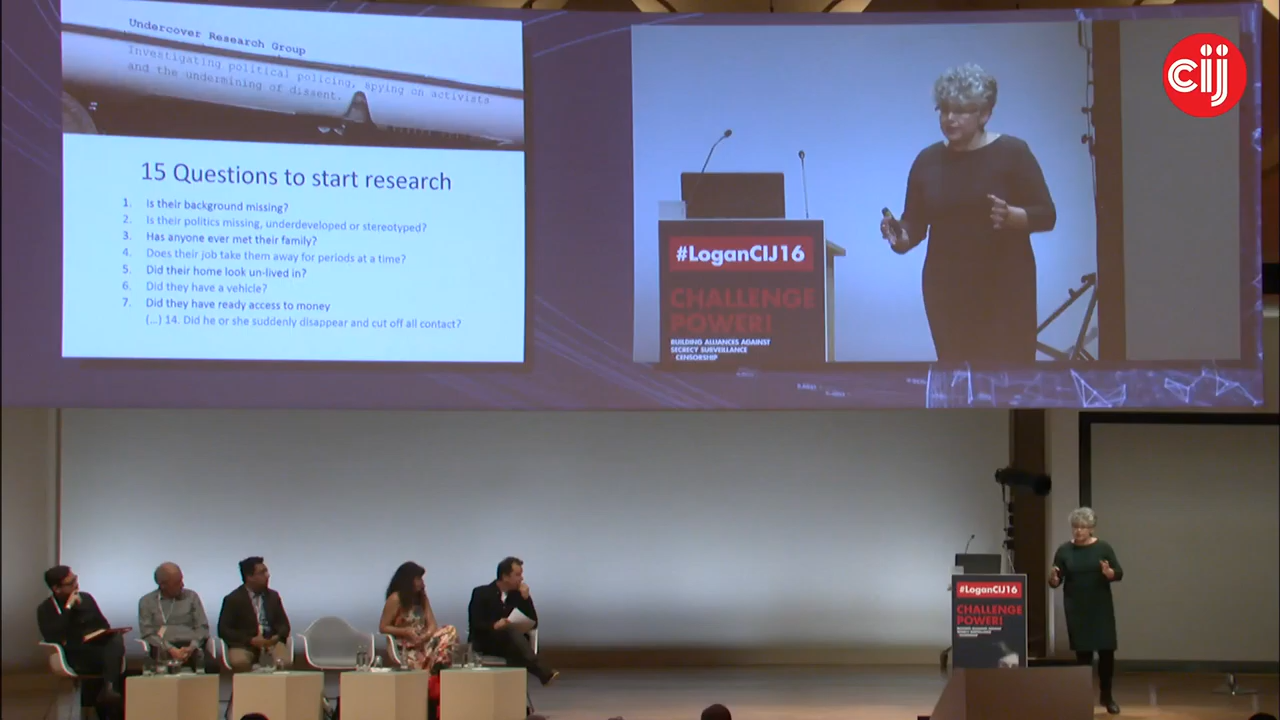 Undercover Research Group
Investigating political policing, spying on activists
and the undermining of dissent.
15 Questions to start research
1. Is their background missing?
2. Is their politics missing, underdeveloped or stereotyped?
3. Has anyone ever met their family?
4. Does their job take them away for periods at a time?
5. Did their home look un-lived in?
6. Did they have a vehicle?
7. Did they have ready access to money
(...) 14. Did he or she suddenly disappear and cut off all contact?
cij
#LoganCIJ16
CHALLENGE
POWER!
BUILDING ALLIANCES AGAINST
SECRECY SURVEILLANCE
CENSORSHIP
#LoganCIJ16
CHALLENGE
POWER!